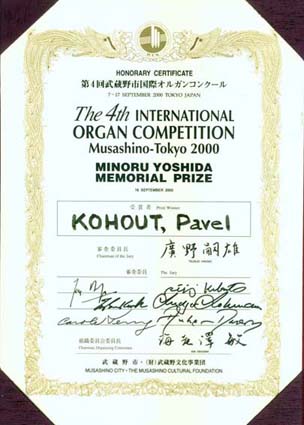 HONORARY CERTIFICATE
第4回武蔵野市国際オルガンコンクール
7-17 SEPTEMBER 2000 TOKYO JAPAN
The 4th INTERNATIONAL
ORGAN COMPETITION
Musashino-Tokyo 2000
MINORU YOSHIDA
MEMORIAL PRIZE
16 SEPTEMBER 2000
受賞者 Prize Winner
KOHOUT, Pavel
審査委員長
Chairman of the Jury
廣野嗣雄
審査委員 The Jury
組織委員会委員長
Chairman, Organizing Committee
海老澤 敏
武蔵野市・(財)武蔵野文化事業団
MUSASHINO CITY・THE MUSASHINO CULTURAL FOUNDATION